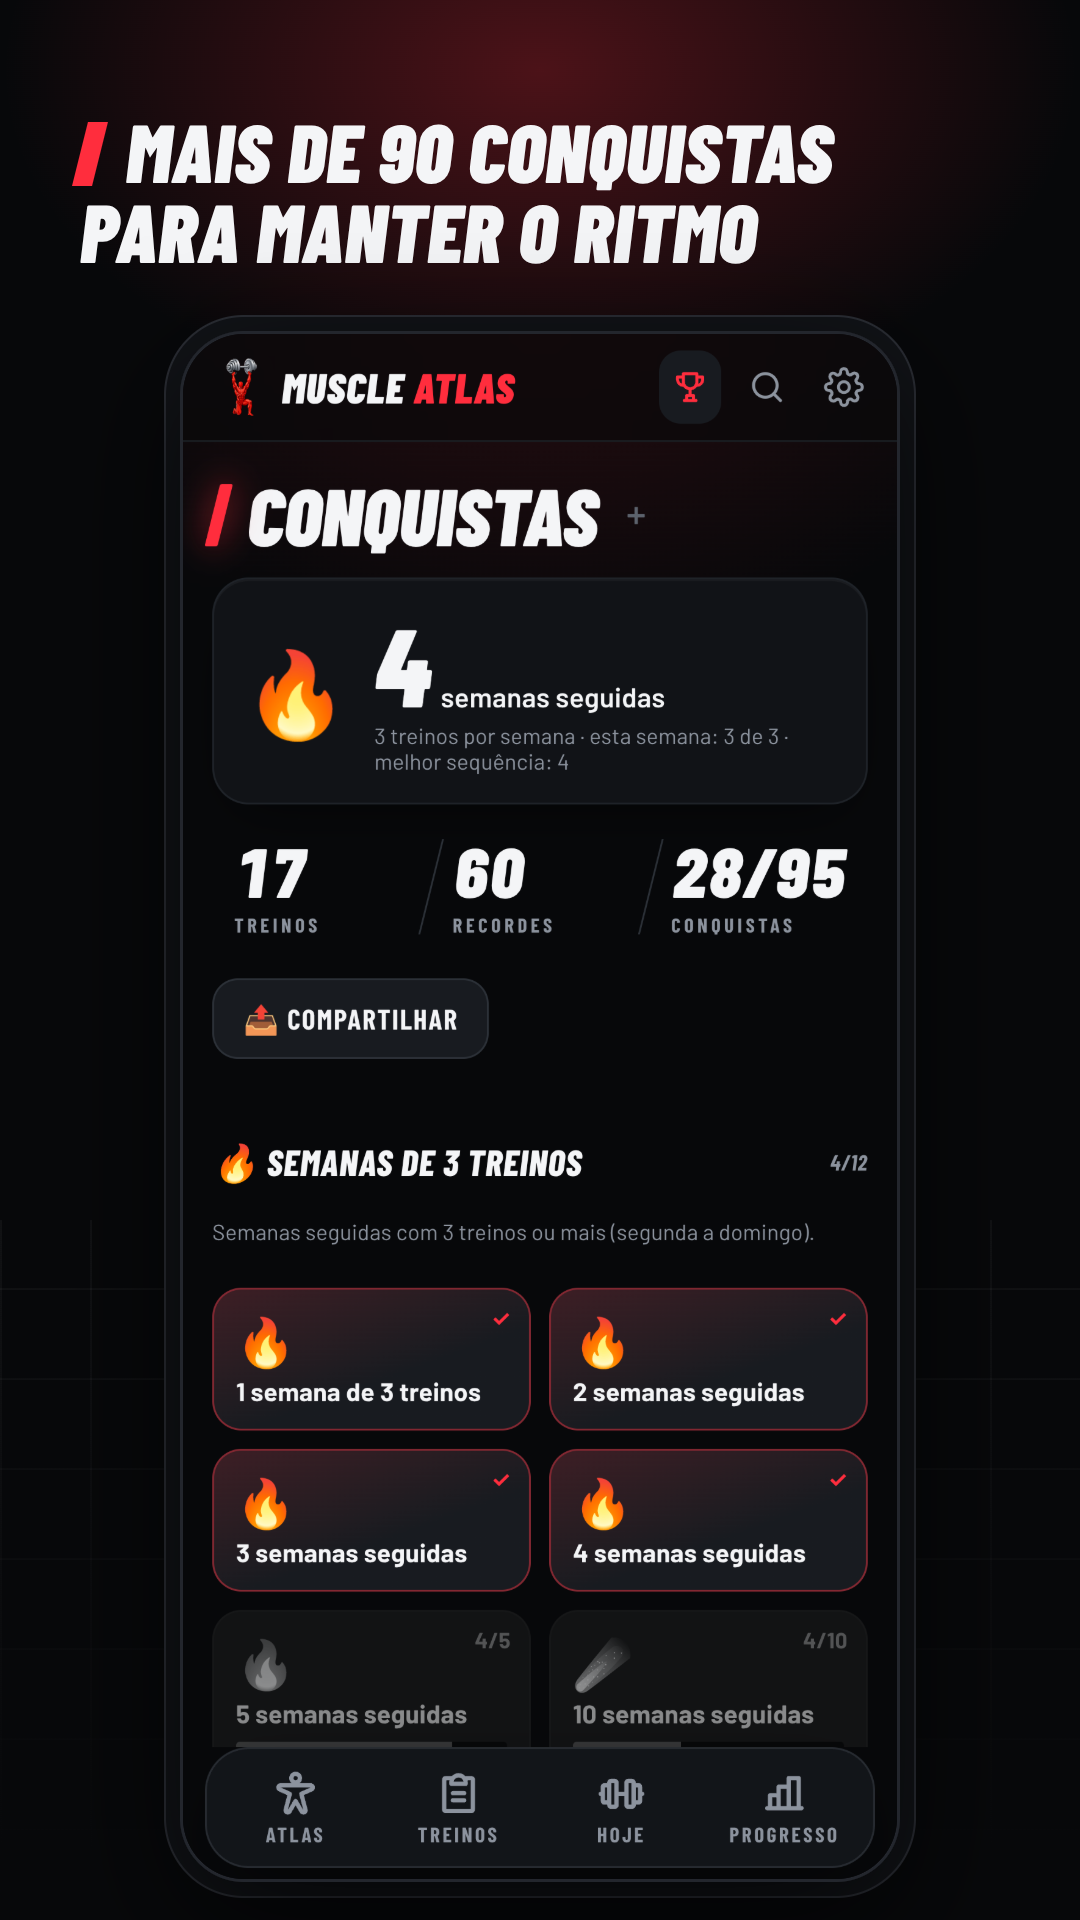 MAIS DE 90 CONQUISTAS
PARA MANTER O RITMO
MUSCLE ATLAS
CONQUISTAS +
4 semanas seguidas
3 treinos por semana · esta semana: 3 de 3 ·
melhor sequência: 4
17 60 28/95
TREINOS RECORDES CONQUISTAS
COMPARTILHAR
SEMANAS DE 3 TREINOS 4/12
Semanas seguidas com 3 treinos ou mais (segunda a domingo).
1 semana de 3 treinos 2 semanas seguidas
3 semanas seguidas 4 semanas seguidas
4/5 4/10
5 semanas seguidas 10 semanas seguidas
ATLAS TREINOS HOJE PROGRESSO